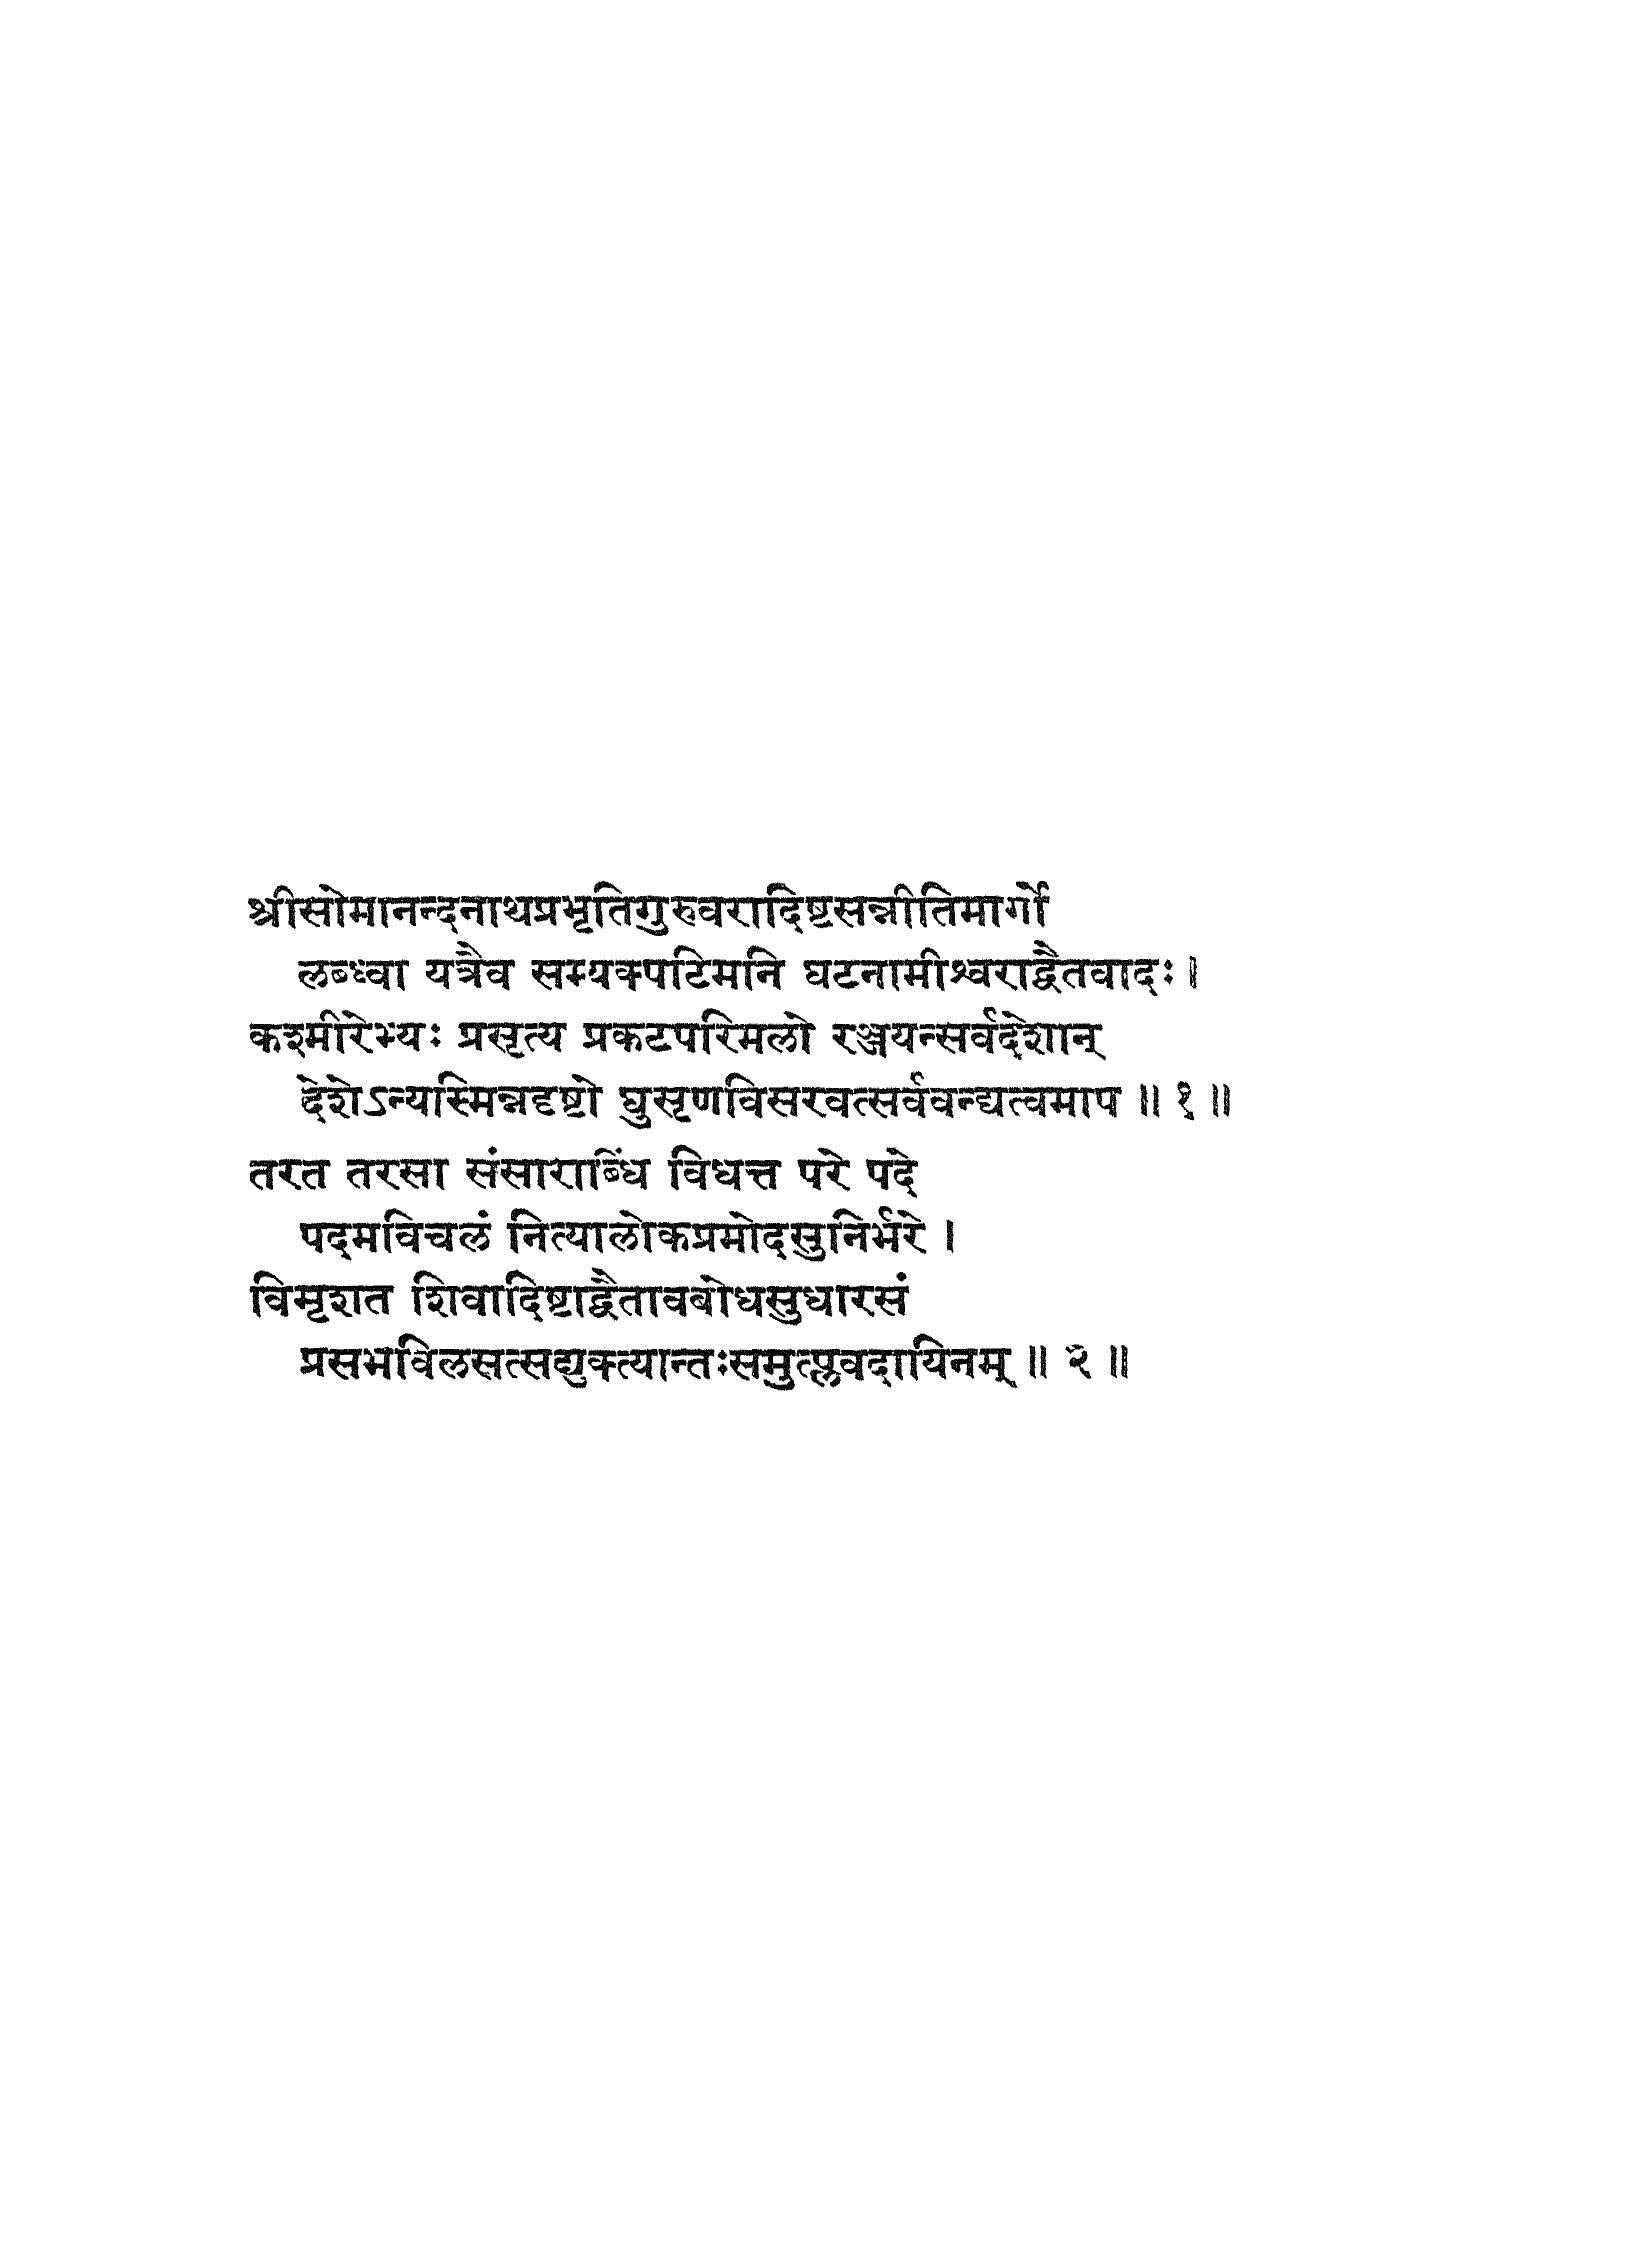 श्रीसोमानन्दनाथप्रभृतिगुरुवरादिष्टसन्नीतिमार्गो
लब्ध्वा यत्रैव सम्यक्पटिमनि घटनामीश्वराद्वैतवादः ।
कश्मीरेभ्यः प्रसृत्य प्रकटपरिमलो रञ्जयन्सर्वदेशान्
देशेऽन्यस्मिन्नदृष्टो घुसृणविसरवत्सर्ववन्द्यत्वमाप ॥ १ ॥
तरत तरसा संसाराब्धिं विधत्त परे पदे
पदमविचलं नित्यालोकप्रमोदसुनिर्भरे ।
विमृशत शिवादिष्टाद्वैतावबोधसुधारसं
प्रसभविलसत्सद्युक्त्यान्तःसमुत्प्लवदायिनम् ॥ २ ॥